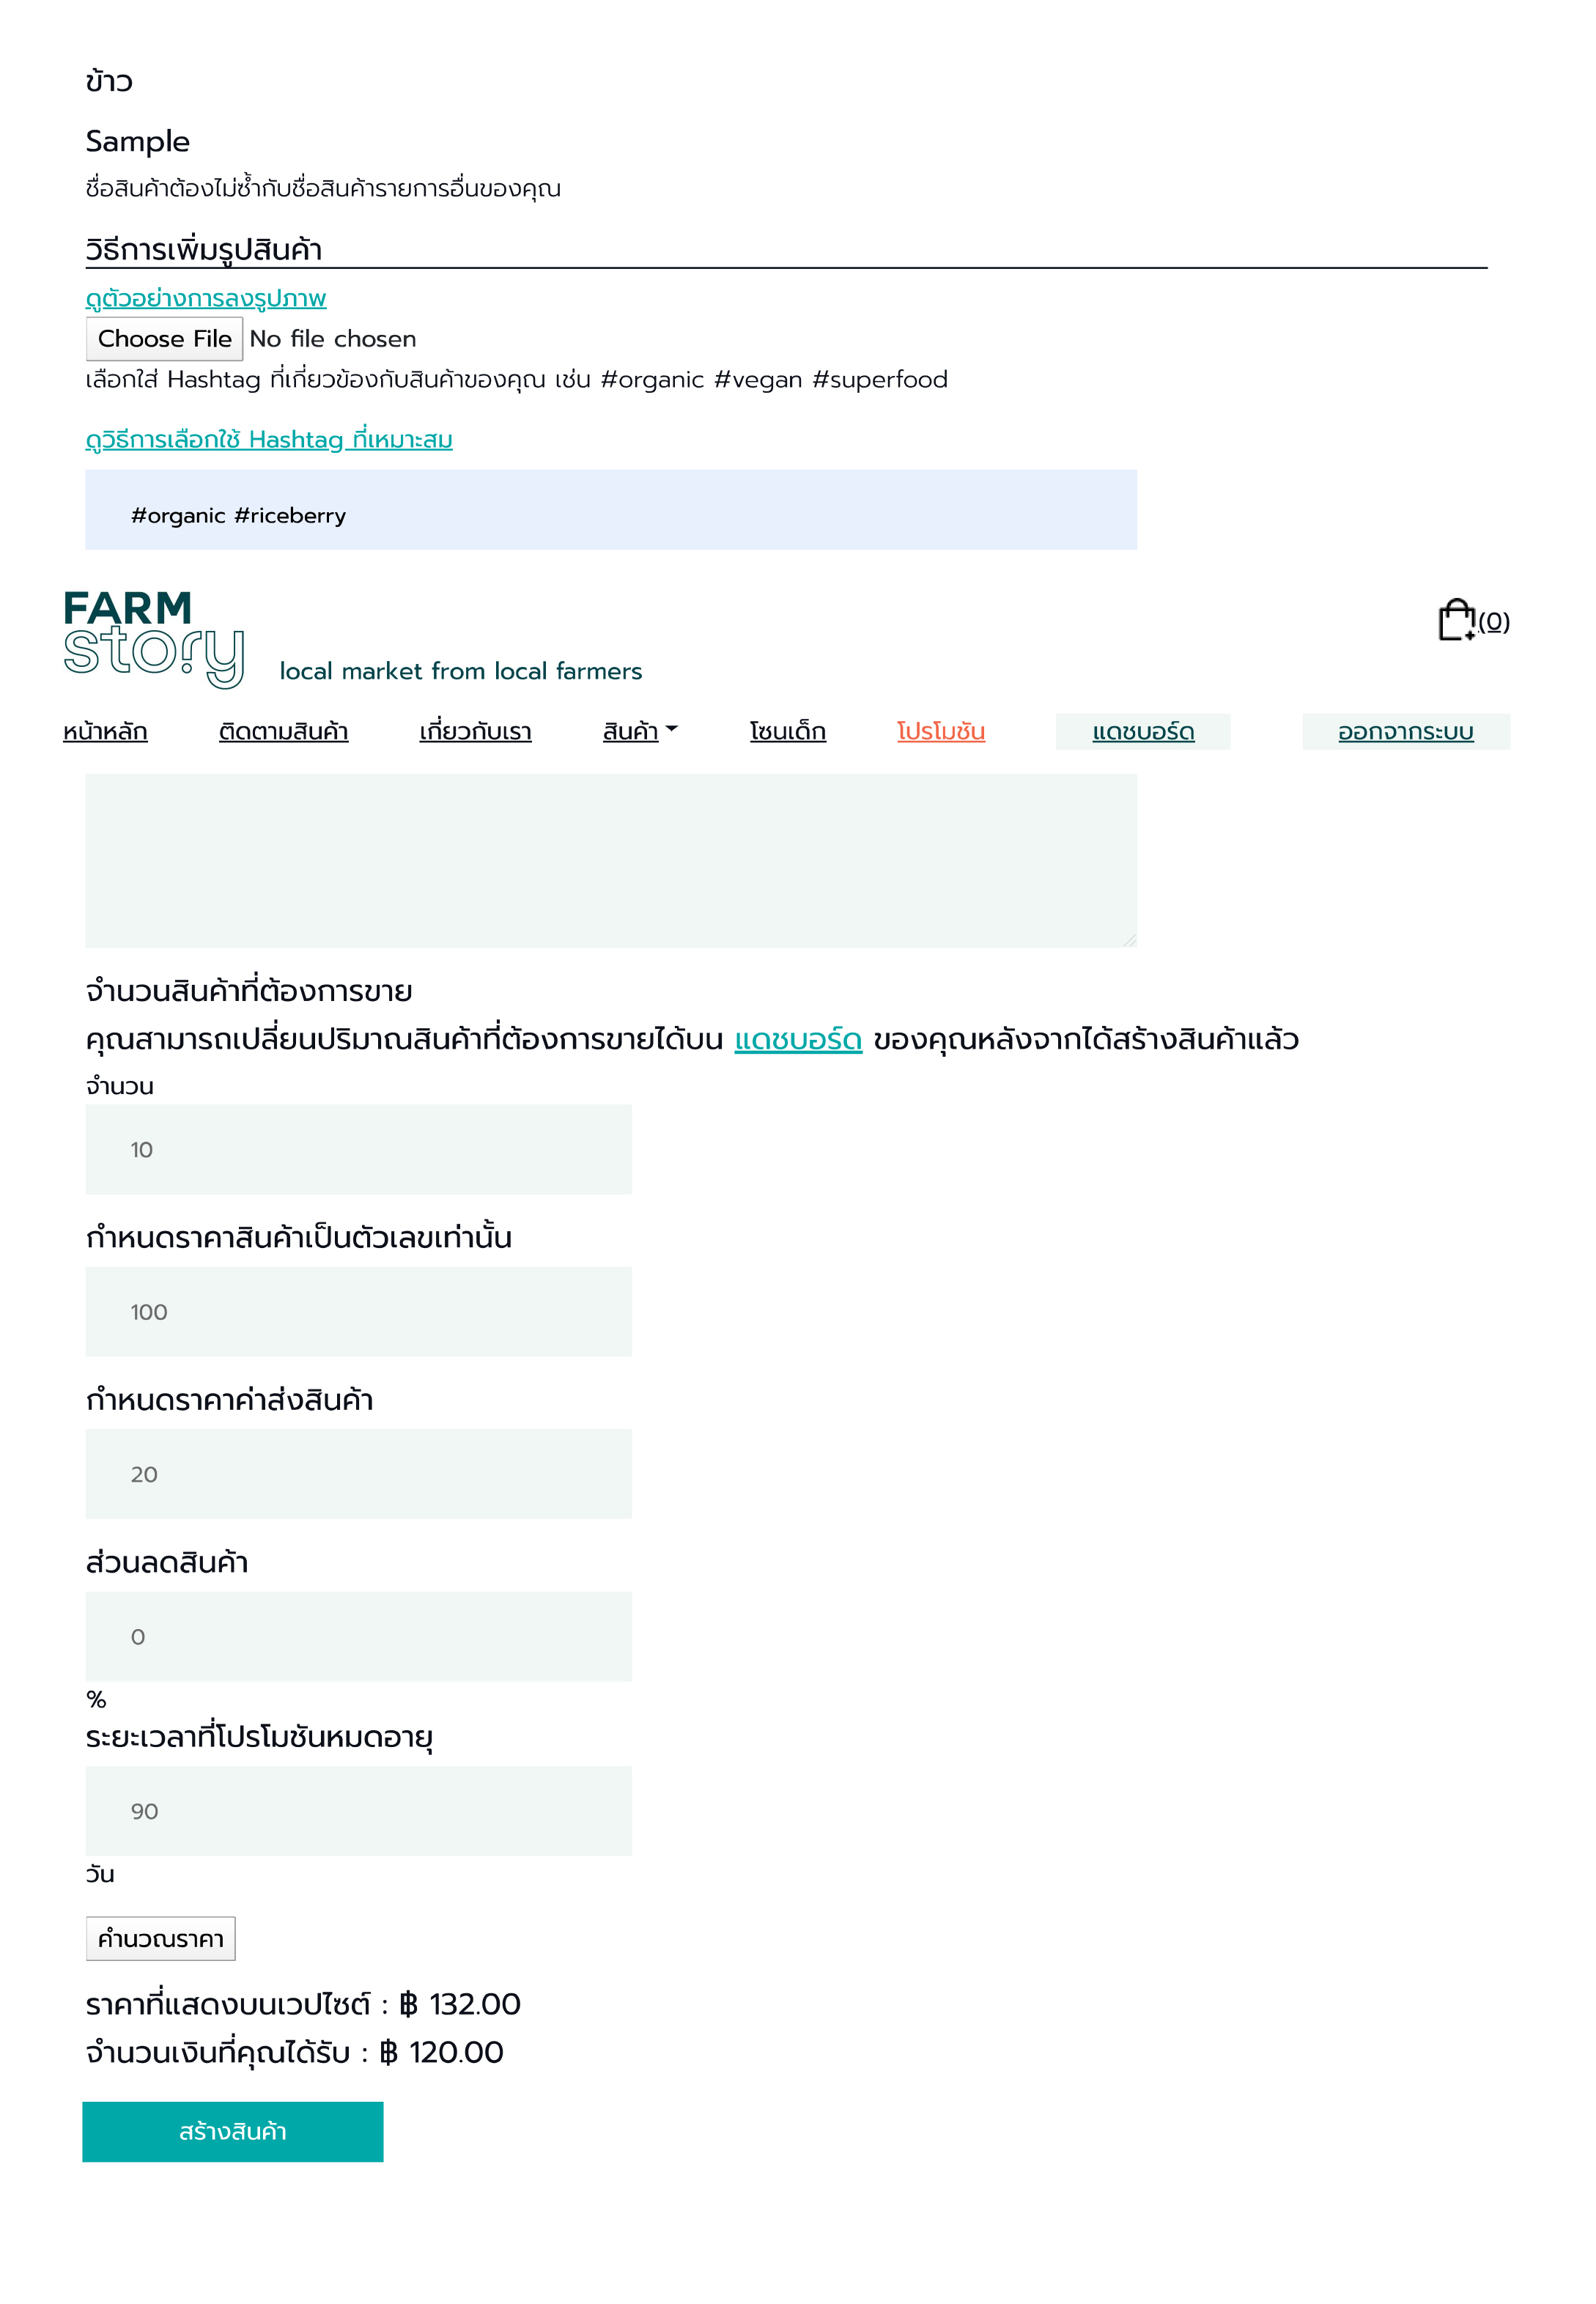 ข้าว
Sample
ชื่อสินค้าต้องไม่ซ้ำกับชื่อสินค้ารายการอื่นของคุณ
วิธีการเพิ่มรูปสินค้า
ดูตัวอย่างการลงรูปภาพ
Choose File No file chosen
เลือกใส่ Hashtag ที่เกี่ยวข้องกับสินค้าของคุณ เช่น #organic #vegan #superfood
ดูวิธีการเลือกใช้ Hashtag ที่เหมาะสม
#organic #riceberry
FARM
story local market from local farmers
(0)
หน้าหลัก ติดตามสินค้า เกี่ยวกับเรา สินค้า โซนเด็ก โปรโมชัน แดชบอร์ด ออกจากระบบ
จำนวนสินค้าที่ต้องการขาย
คุณสามารถเปลี่ยนปริมาณสินค้าที่ต้องการขายได้บน แดชบอร์ด ของคุณหลังจากได้สร้างสินค้าแล้ว
จำนวน
10
กำหนดราคาสินค้าเป็นตัวเลขเท่านั้น
100
กำหนดราคาค่าส่งสินค้า
20
ส่วนลดสินค้า
0
%
ระยะเวลาที่โปรโมชันหมดอายุ
90
วัน
คำนวณราคา
ราคาที่แสดงบนเวปไซต์ : ฿ 132.00
จำนวนเงินที่คุณได้รับ : ฿ 120.00
สร้างสินค้า